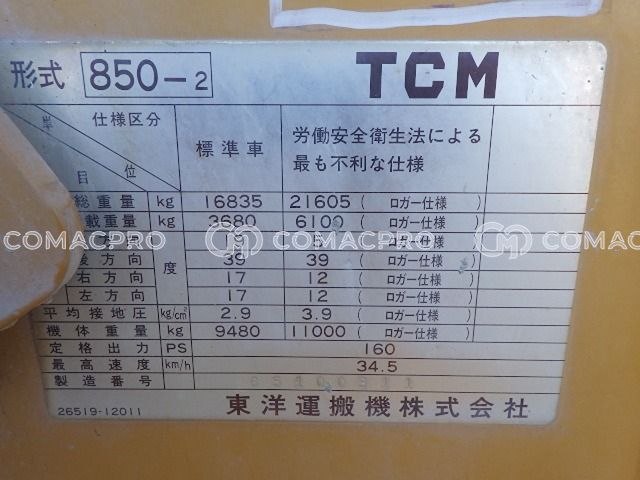 形式 850-2 TCM
仕様区分 標準車 労働安全衛生法による
最も不利な仕様
単位
目
総重量 kg 16835 21605 ( ロガー仕様 )
載重量 kg 3680 6100 ( ロガー仕様 )
COMACPRO COMACPRO COMACPRO
後方向 度 39 39 ( ロガー仕様 )
右方向 17 12 ( ロガー仕様 )
左方向 17 12 ( ロガー仕様 )
平均接地圧 kg/cm² 2.9 3.9 ( ロガー仕様 )
機体重量 kg 9480 11000 ( ロガー仕様 )
定格出力 PS 160
最高速度 km/h 34.5
製造番号
26519-12011 東洋運搬機株式会社